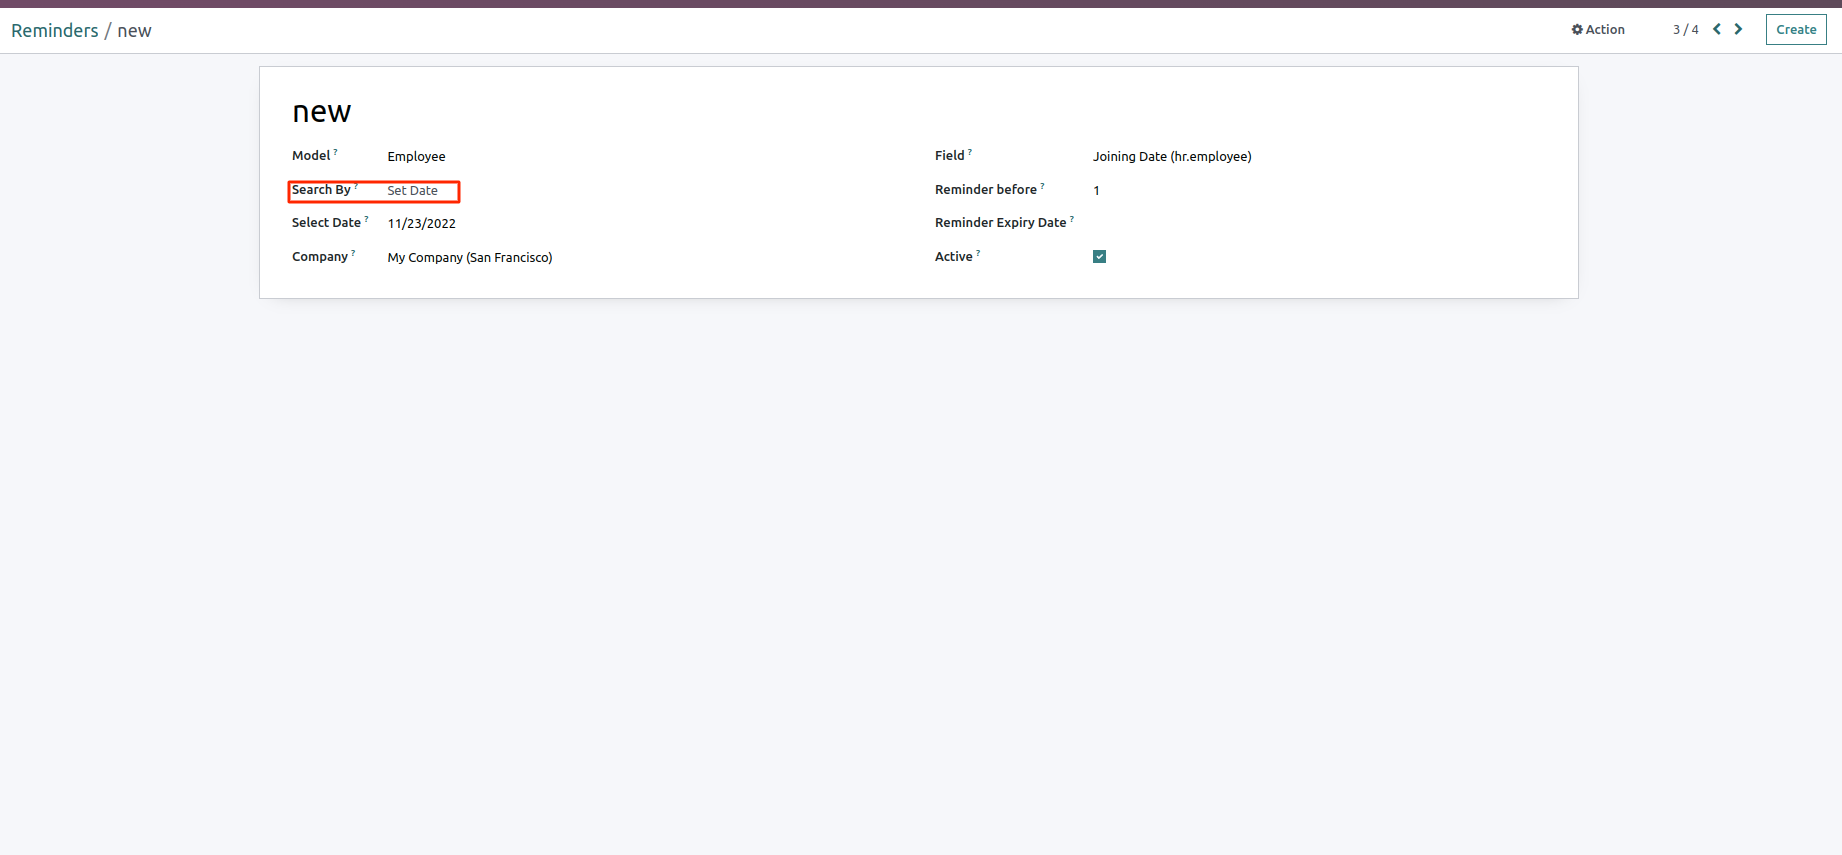 Reminders / new
Action
3 / 4
Create
new
Model ? Employee
Field ? Joining Date (hr.employee)
Search By ? Set Date
Reminder before ? 1
Select Date ? 11/23/2022
Reminder Expiry Date ?
Company ? My Company (San Francisco)
Active ?